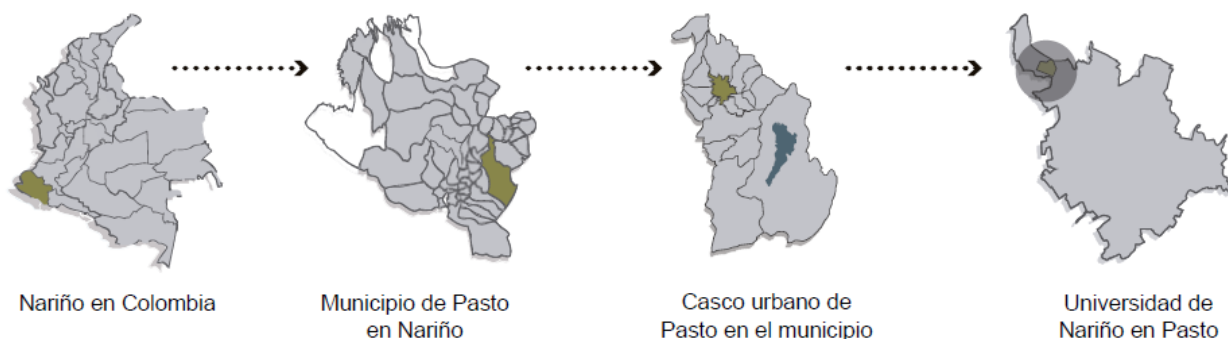 Nariño en Colombia
Municipio de Pasto
en Nariño
Casco urbano de
Pasto en el municipio
Universidad de
Nariño en Pasto